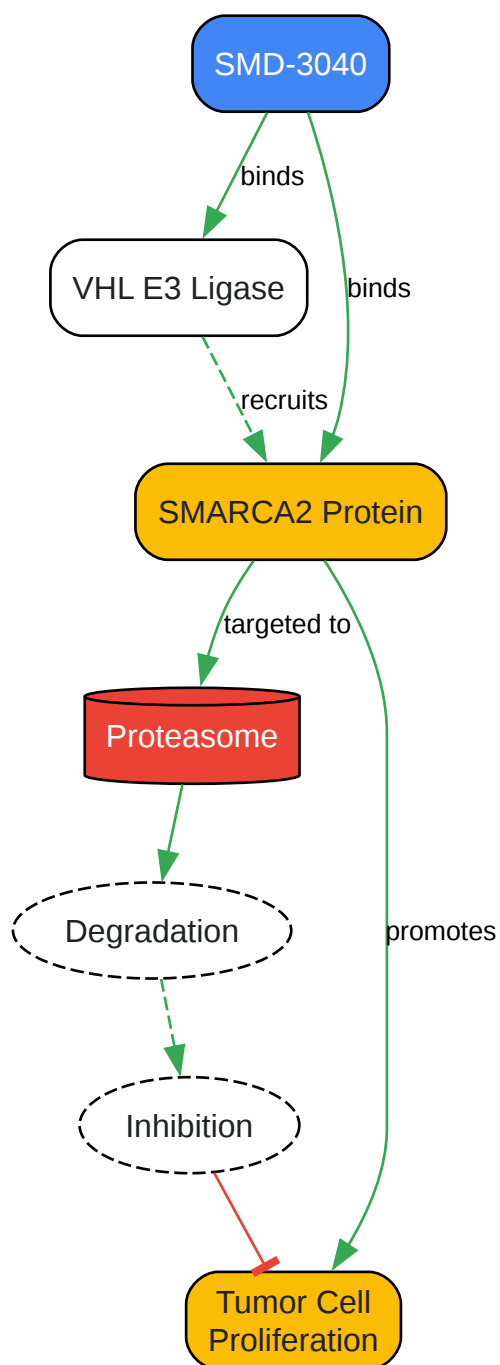 SMD-3040
binds
VHL E3 Ligase
binds
recruits
SMARCA2 Protein
targeted to
Proteasome
Degradation
promotes
Inhibition
Tumor Cell
Proliferation